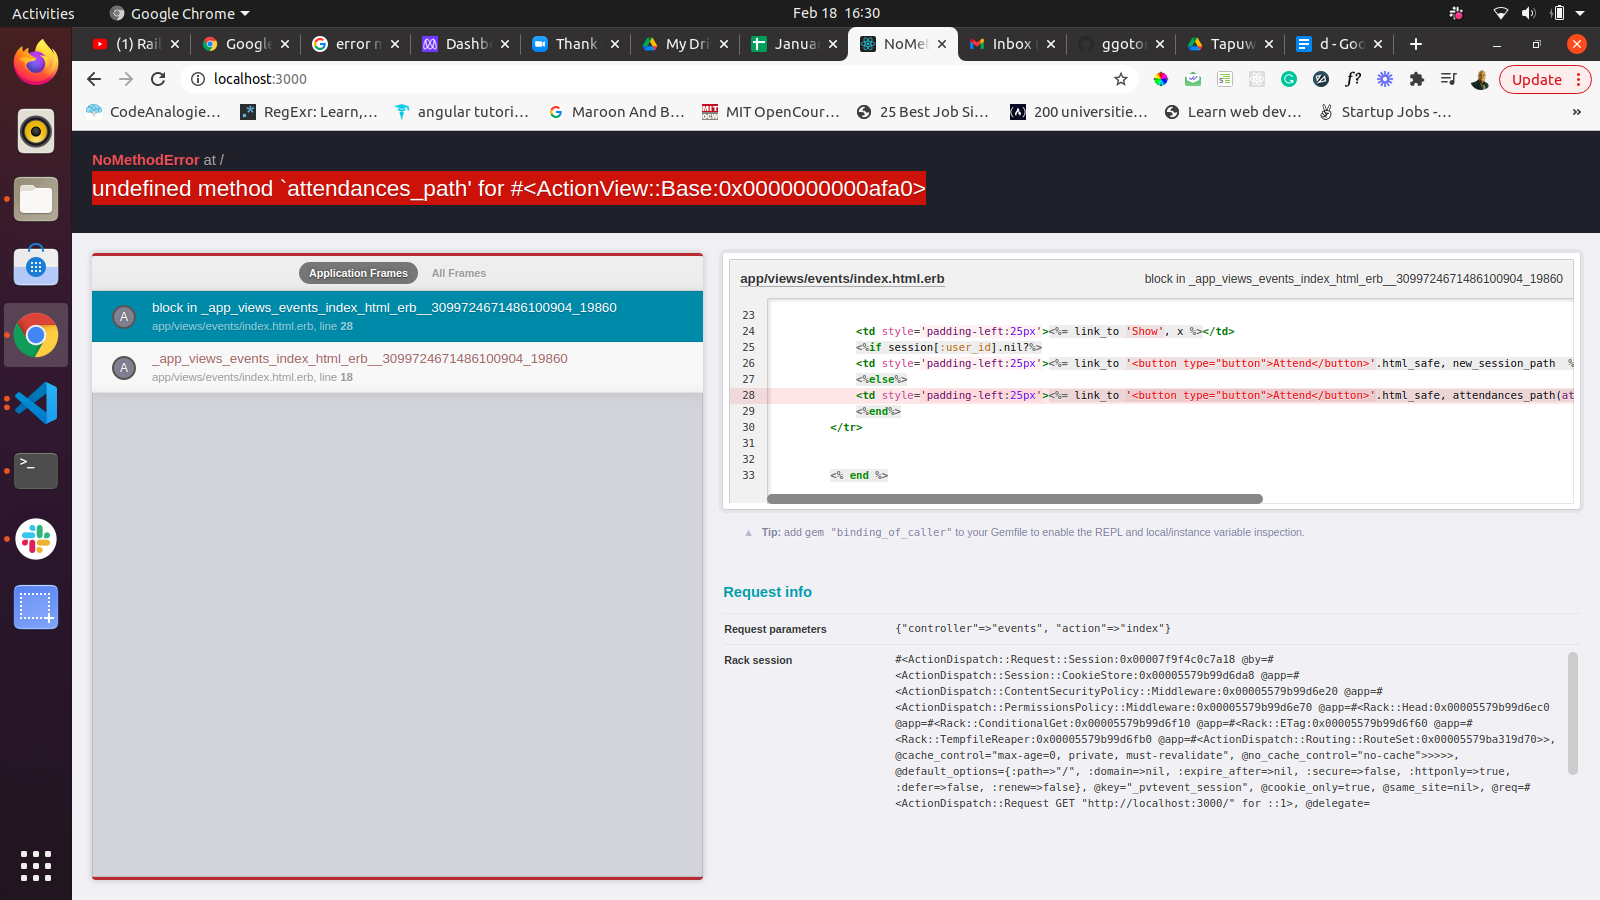 Activities
Google Chrome
Feb 18 16:30
(1) Rail
Google
error m
Dashb
Thank
My Dri
Januar
NoMet
Inbox (
ggoto
Tapuw
d - Goo
localhost:3000
f?
Update
CodeAnalogie...
RegExr: Learn,...
angular tutori...
Maroon And B...
MIT OpenCour...
25 Best Job Si...
200 universitie...
Learn web dev...
Startup Jobs -...
»
NoMethodError at /
undefined method `attendances_path' for #<ActionView::Base:0x0000000000afa0>
Application Frames
All Frames
A
block in _app_views_events_index_html_erb__3099724671486100904_19860
app/views/events/index.html.erb, line 28
A
_app_views_events_index_html_erb__3099724671486100904_19860
app/views/events/index.html.erb, line 18
app/views/events/index.html.erb
block in _app_views_events_index_html_erb__3099724671486100904_19860
23
24 <td style='padding-left:25px'><%= link_to 'Show', x %></td>
25 <%if session[:user_id].nil?%>
26 <td style='padding-left:25px'><%= link_to '<button type="button">Attend</button>'.html_safe, new_session_path %
27 <%else%>
28 <td style='padding-left:25px'><%= link_to '<button type="button">Attend</button>'.html_safe, attendances_path(at
29 <%end%>
30 </tr>
31
32
33 <% end %>
Tip: add gem "binding_of_caller" to your Gemfile to enable the REPL and local/instance variable inspection.
Request info
Request parameters
{"controller"=>"events", "action"=>"index"}
Rack session
#<ActionDispatch::Request::Session:0x00007f9f4c0c7a18 @by=#
<ActionDispatch::Session::CookieStore:0x00005579b99d6da8 @app=#
<ActionDispatch::ContentSecurityPolicy::Middleware:0x00005579b99d6e20 @app=#
<ActionDispatch::PermissionsPolicy::Middleware:0x00005579b99d6e70 @app=#<Rack::Head:0x00005579b99d6ec0
@app=#<Rack::ConditionalGet:0x00005579b99d6f10 @app=#<Rack::ETag:0x00005579b99d6f60 @app=#
<Rack::TempfileReaper:0x00005579b99d6fb0 @app=#<ActionDispatch::Routing::RouteSet:0x00005579ba319d70>>,
@cache_control="max-age=0, private, must-revalidate", @no_cache_control="no-cache">>>>>,
@default_options={:path=>"/", :domain=>nil, :expire_after=>nil, :secure=>false, :httponly=>true,
:defer=>false, :renew=>false}, @key="_pvtevent_session", @cookie_only=true, @same_site=nil>, @req=#
<ActionDispatch::Request GET "http://localhost:3000/" for ::1>, @delegate=